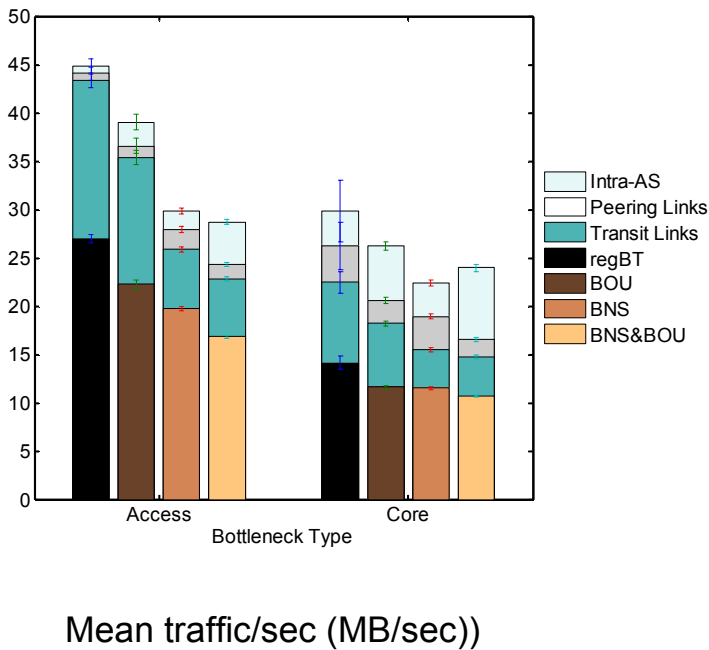 50
45
40
35
30
25
20
15
10
5
0
Access
Core
Bottleneck Type
Intra-AS
Peering Links
Transit Links
regBT
BOU
BNS
BNS&BOU
Mean traffic/sec (MB/sec))